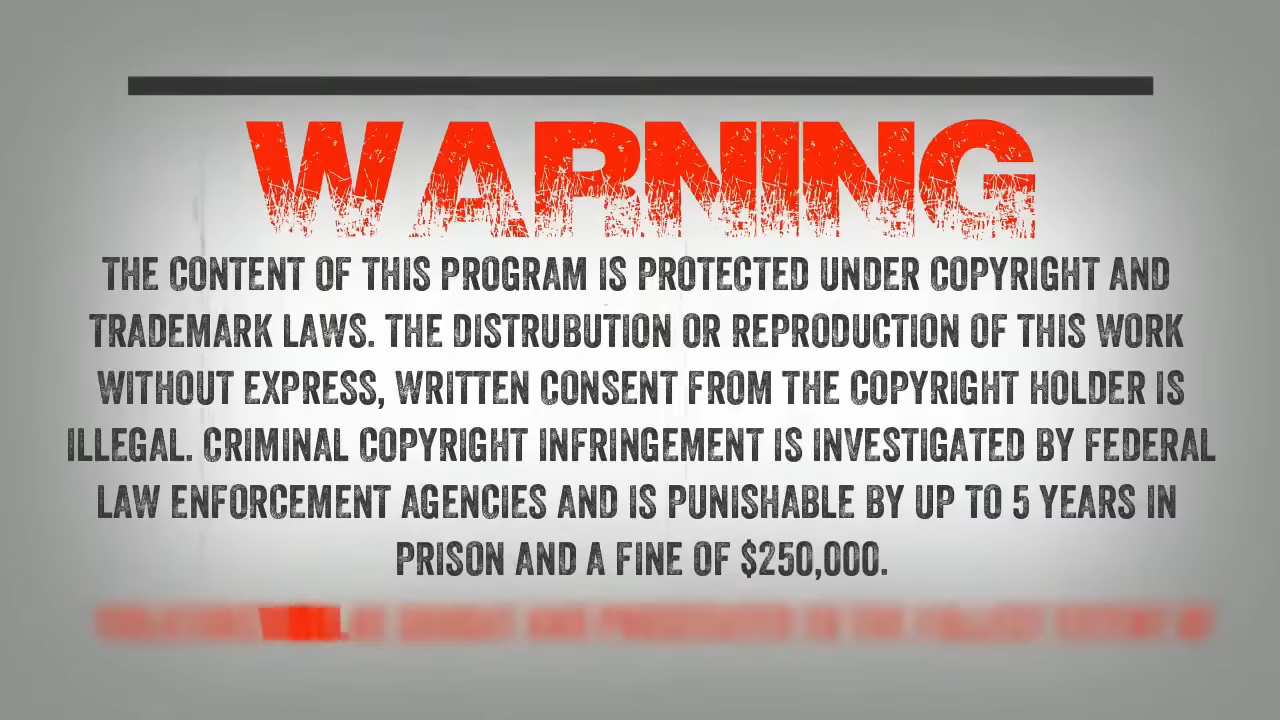 WARNING
THE CONTENT OF THIS PROGRAM IS PROTECTED UNDER COPYRIGHT AND
TRADEMARK LAWS. THE DISTRUBUTION OR REPRODUCTION OF THIS WORK
WITHOUT EXPRESS, WRITTEN CONSENT FROM THE COPYRIGHT HOLDER IS
ILLEGAL. CRIMINAL COPYRIGHT INFRINGEMENT IS INVESTIGATED BY FEDERAL
LAW ENFORCEMENT AGENCIES AND IS PUNISHABLE BY UP TO 5 YEARS IN
PRISON AND A FINE OF $250,000.